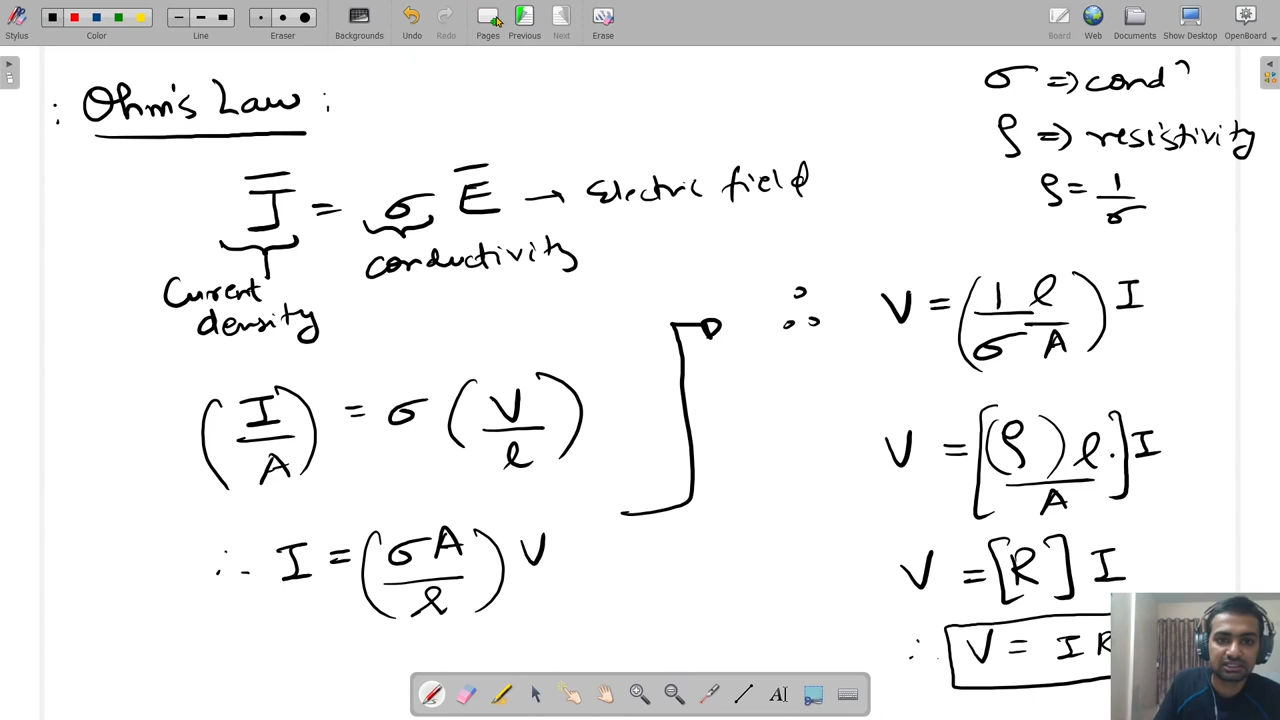 Stylus Color Line Eraser Backgrounds Undo Redo Pages Previous Next Erase Board Web Documents Show Desktop OpenBoard
: Ohm's Law :
J̅ = σ E̅ → Electric field
Current density
conductivity
(I/A) = σ (V/l)
∴ I = (σA/l) V
σ => cond
ρ => resistivity
ρ = 1/σ
∴ V = (1/σ l/A) I
V = [(ρ) l/A.] I
V = [R] I
∴ V = I R
AI